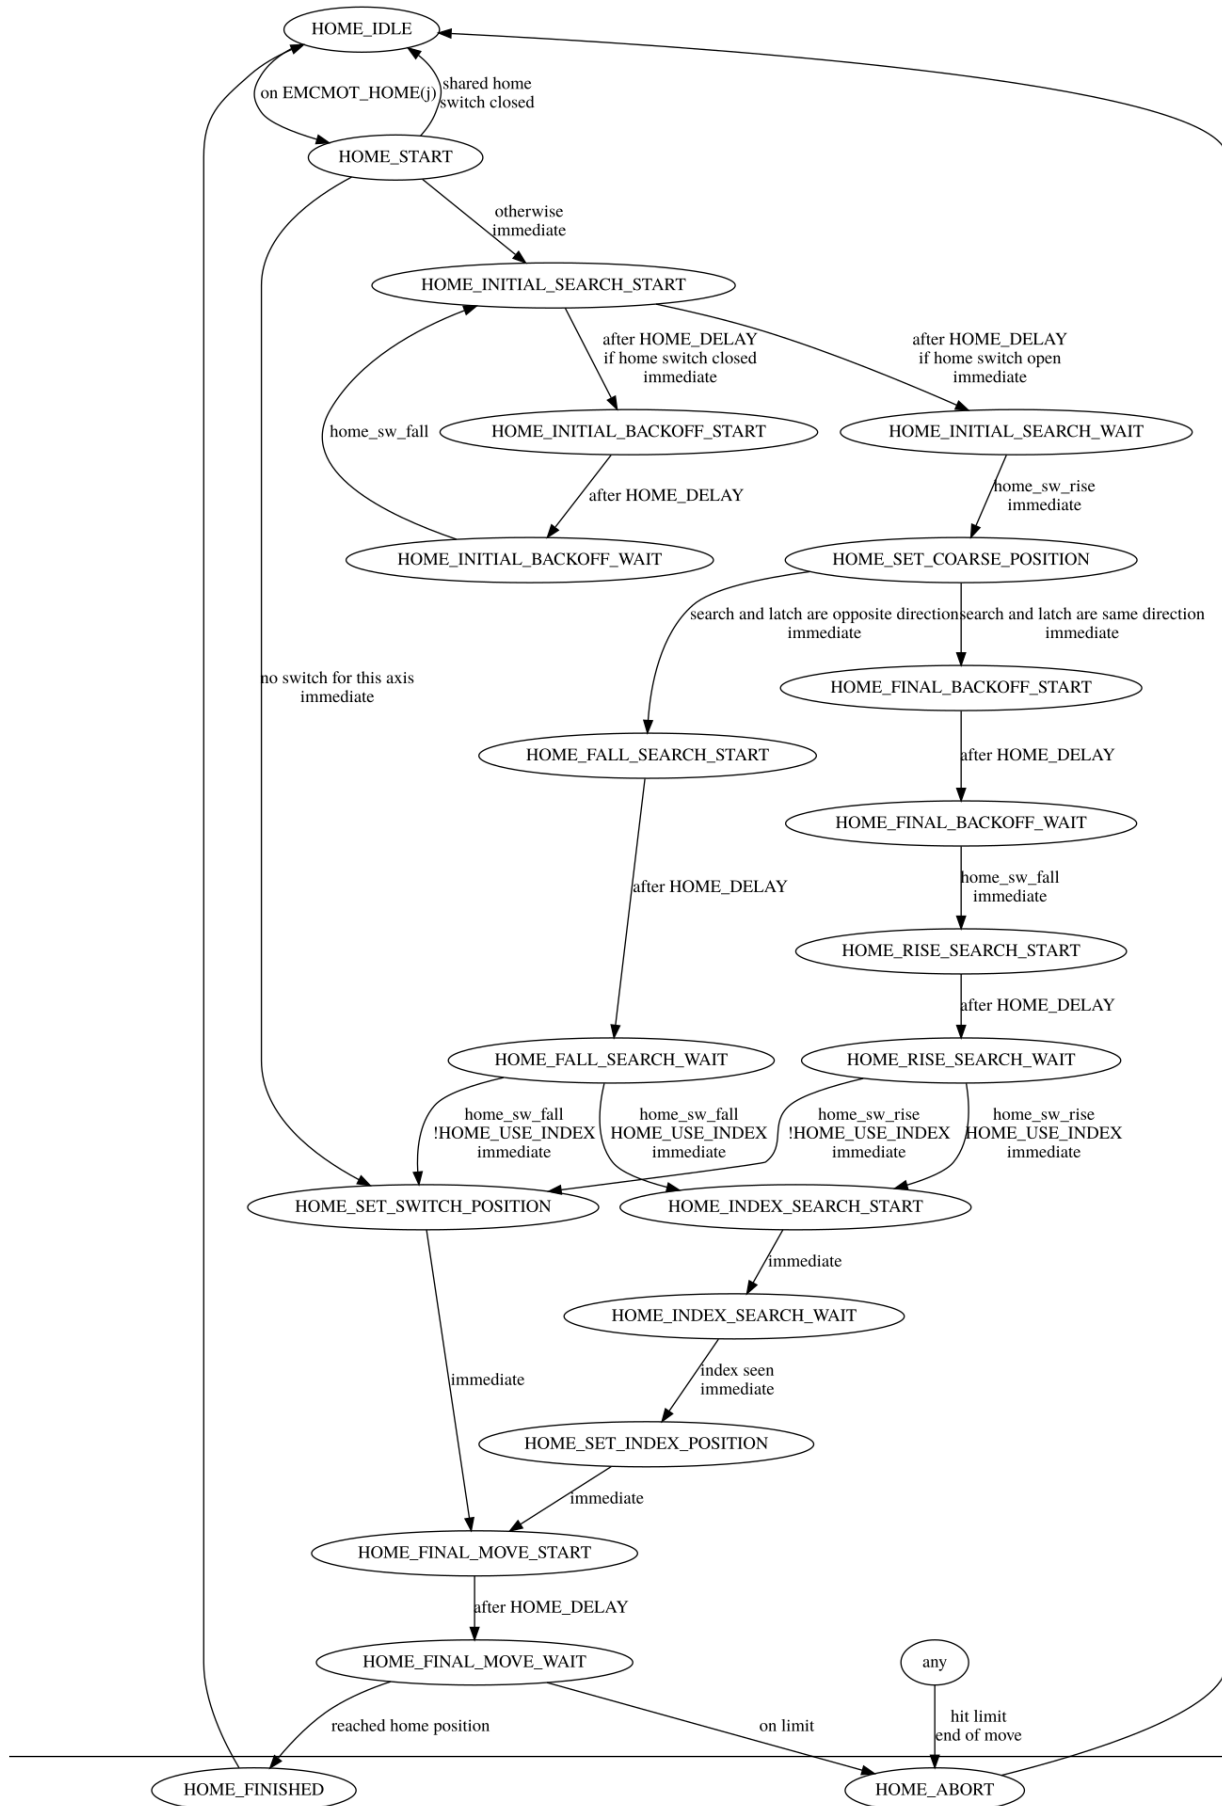 HOME_IDLE
on EMCMOT_HOME(j)
shared home
switch closed
HOME_START
otherwise
immediate
HOME_INITIAL_SEARCH_START
after HOME_DELAY
if home switch closed
immediate
after HOME_DELAY
if home switch open
immediate
home_sw_fall
HOME_INITIAL_BACKOFF_START
HOME_INITIAL_SEARCH_WAIT
after HOME_DELAY
home_sw_rise
immediate
HOME_INITIAL_BACKOFF_WAIT
HOME_SET_COARSE_POSITION
search and latch are opposite direction
immediate
search and latch are same direction
immediate
no switch for this axis
immediate
HOME_FINAL_BACKOFF_START
HOME_FALL_SEARCH_START
after HOME_DELAY
HOME_FINAL_BACKOFF_WAIT
after HOME_DELAY
home_sw_fall
immediate
HOME_RISE_SEARCH_START
after HOME_DELAY
HOME_FALL_SEARCH_WAIT
HOME_RISE_SEARCH_WAIT
home_sw_fall
!HOME_USE_INDEX
immediate
home_sw_fall
HOME_USE_INDEX
immediate
home_sw_rise
!HOME_USE_INDEX
immediate
home_sw_rise
HOME_USE_INDEX
immediate
HOME_SET_SWITCH_POSITION
HOME_INDEX_SEARCH_START
immediate
HOME_INDEX_SEARCH_WAIT
immediate
index seen
immediate
HOME_SET_INDEX_POSITION
immediate
HOME_FINAL_MOVE_START
after HOME_DELAY
HOME_FINAL_MOVE_WAIT
any
reached home position
on limit
hit limit
end of move
HOME_FINISHED
HOME_ABORT